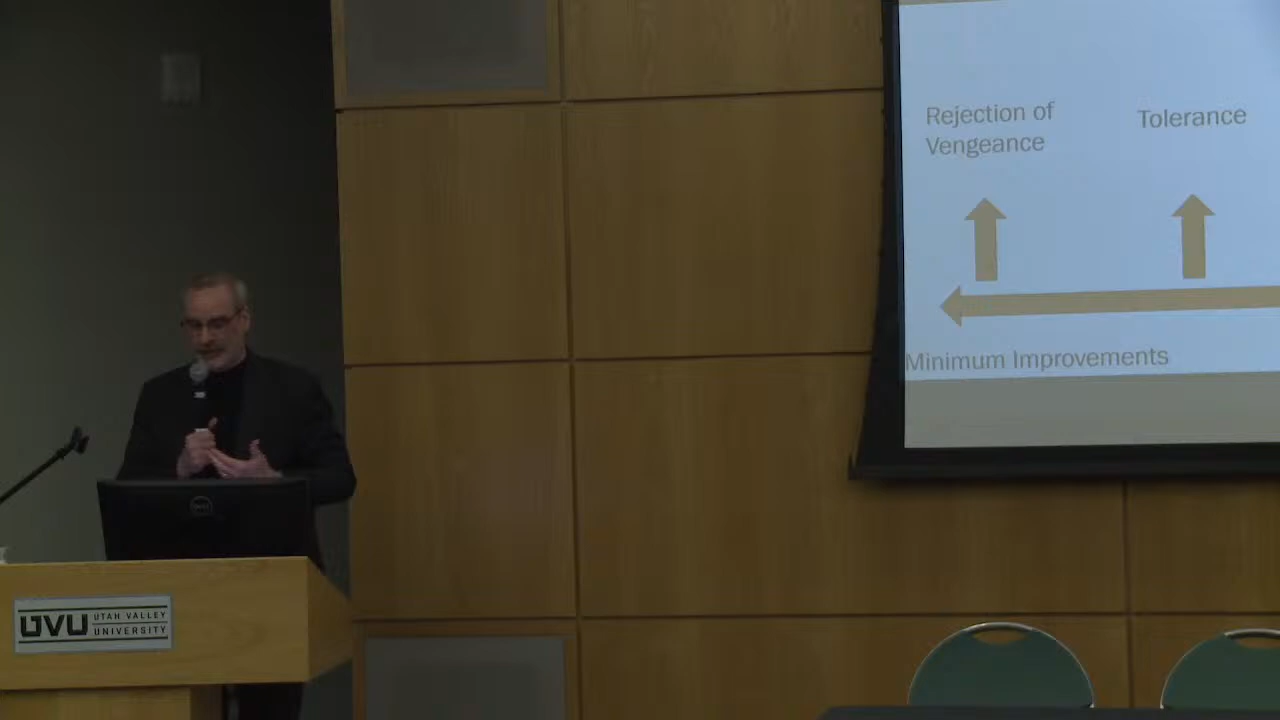 Rejection of
Vengeance
Tolerance
Minimum Improvements
UVU UTAH VALLEY
UNIVERSITY
DELL